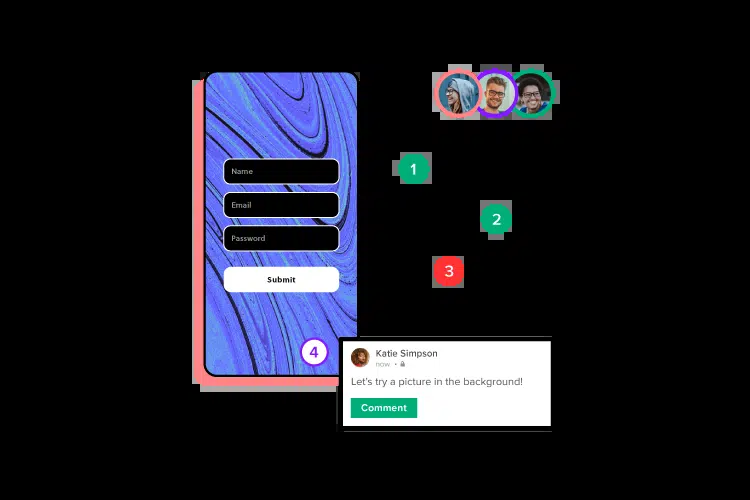 Name
Email
Password
Submit
1
2
3
4
Katie Simpson
now •
Let's try a picture in the background!
Comment